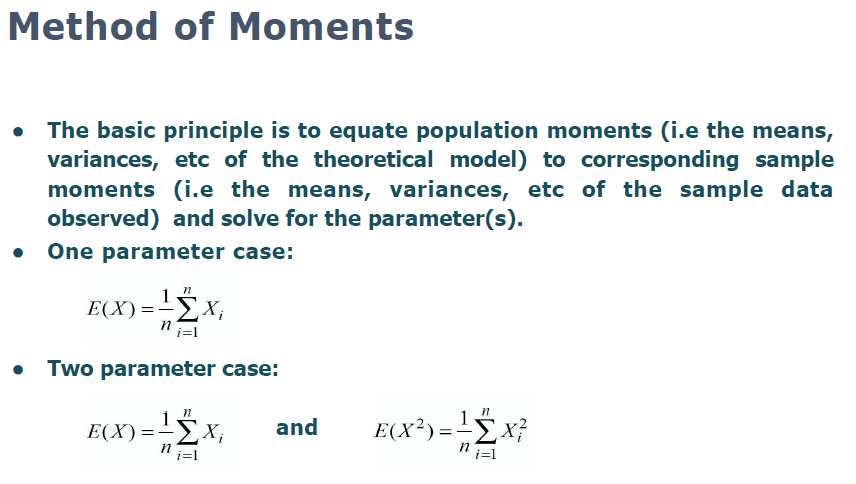 Method of Moments
● The basic principle is to equate population moments (i.e the means,
variances, etc of the theoretical model) to corresponding sample
moments (i.e the means, variances, etc of the sample data
observed)  and solve for the parameter(s).
● One parameter case:
E(X) = \frac{1}{n} \sum_{i=1}^{n} X_i
● Two parameter case:
E(X) = \frac{1}{n} \sum_{i=1}^{n} X_i and E(X^2) = \frac{1}{n} \sum_{i=1}^{n} X_i^2